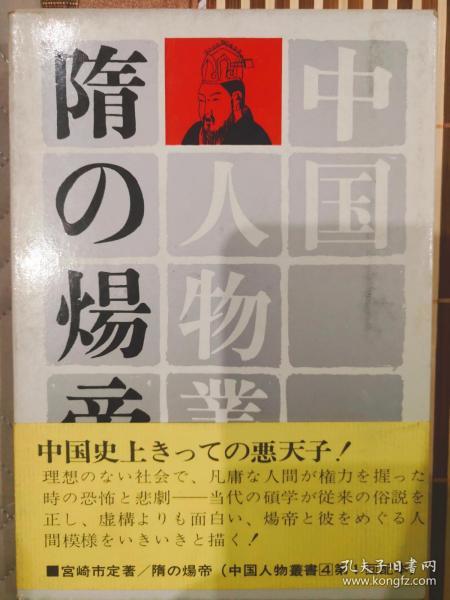 隋の煬帝
中国
人物叢
中国史上きっての悪天子!
理想のない社会で、凡庸な人間が権力を握った
時の恐怖と悲劇——当代の碩学が従来の俗説を
正し、虚構よりも面白い、煬帝と彼をめぐる人
間模様をいきいきと描く!
■宮崎市定著/隋の煬帝(中国人物叢書④
孔夫子旧书网